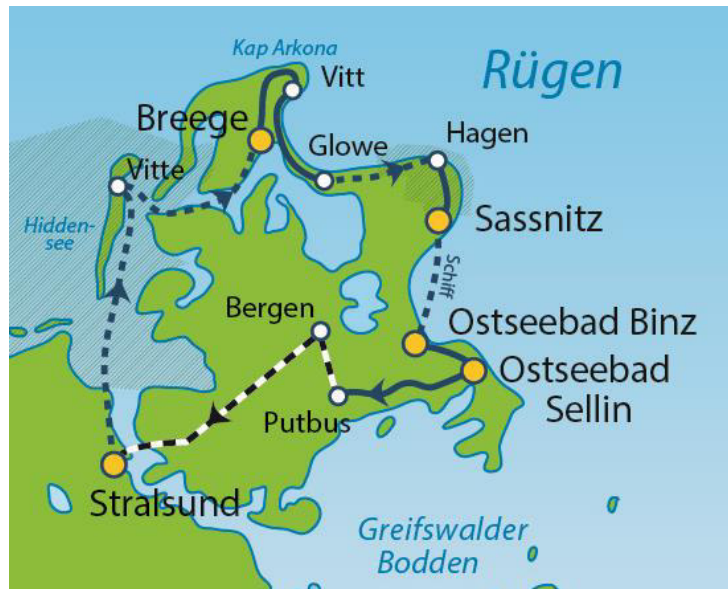 Kap Arkona
Rügen
Vitt
Breege
Glowe
Hagen
Vitte
Hidden-
see
Sassnitz
Schiff
Bergen
Ostseebad Binz
Ostseebad
Sellin
Putbus
Stralsund
Greifswalder
Bodden